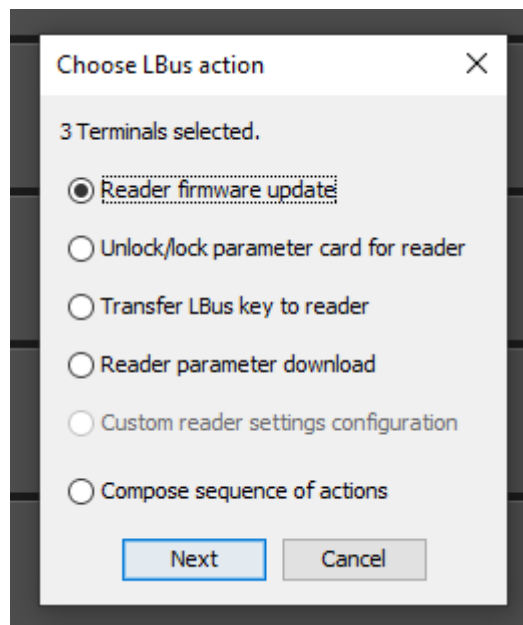 Choose LBus action
3 Terminals selected.
Reader firmware update
Unlock/lock parameter card for reader
Transfer LBus key to reader
Reader parameter download
Custom reader settings configuration
Compose sequence of actions
Next
Cancel